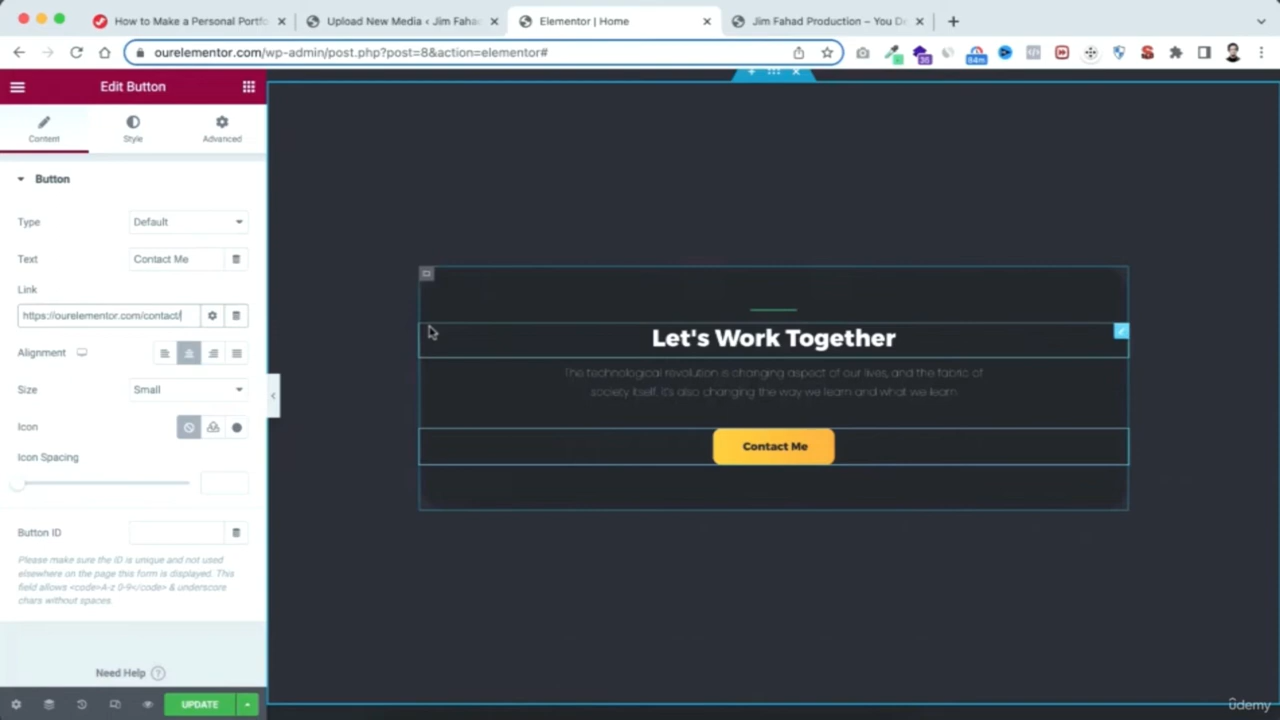 How to Make a Personal Portfo
Upload New Media ‹ Jim Fahad
Elementor | Home
Jim Fahad Production – You De
ourelementor.com/wp-admin/post.php?post=8&action=elementor#
Edit Button
Content
Style
Advanced
Button
Type
Default
Text
Contact Me
Link
https://ourelementor.com/contact/
Alignment
Size
Small
Icon
Icon Spacing
Button ID
Please make sure the ID is unique and not used
elsewhere on the page this form is displayed. This
field allows <code>A-z 0-9</code> & underscore
chars without spaces.
Need Help
UPDATE
Let's Work Together
The technological revolution is changing aspect of our lives, and the fabric of
society itself. it's also changing the way we learn and what we learn
Contact Me
ûdemy